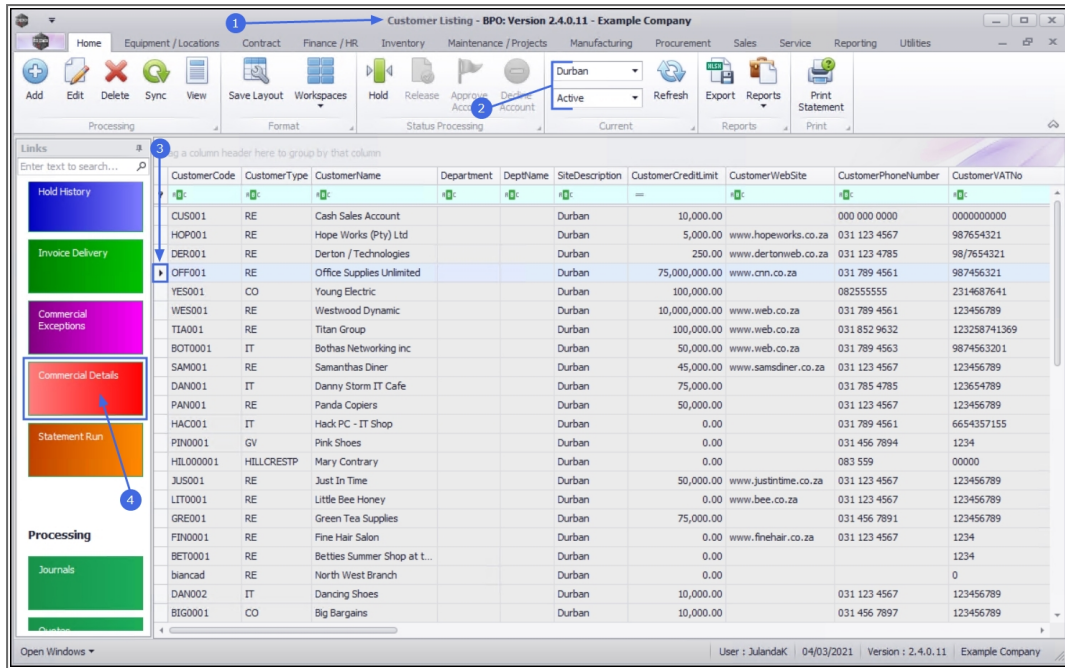 1
Customer Listing - BPO: Version 2.4.0.11 - Example Company
Home Equipment / Locations Contract Finance / HR Inventory Maintenance / Projects Manufacturing Procurement Sales Service Reporting Utilities
Add Edit Delete Sync View Save Layout Workspaces Hold Release Approve Account Decline Account Durban Active Refresh Export Reports Print Statement
2
Processing Format Status Processing Current Reports Print
Links
3
column header here to group by that column
Enter text to search...
CustomerCode CustomerType CustomerName Department DeptName SiteDescription CustomerCreditLimit CustomerWebSite CustomerPhoneNumber CustomerVATNo
Hold History
CUS001 RE Cash Sales Account Durban 10,000.00 000 000 0000 0000000000
HOP001 RE Hope Works (Pty) Ltd Durban 5,000.00 www.hopeworks.co.za 031 123 4567 987654321
Invoice Delivery
DER001 RE Derton / Technologies Durban 250.00 www.dertonweb.co.za 031 123 4785 98/7654321
OFF001 RE Office Supplies Unlimited Durban 75,000,000.00 www.cnn.co.za 031 789 4561 987456321
YES001 CO Young Electric Durban 100,000.00 082555555 2314687641
Commercial Exceptions
WES001 RE Westwood Dynamic Durban 10,000,000.00 www.web.co.za 031 789 4561 123456789
TIA001 RE Titan Group Durban 100,000.00 www.web.co.za 031 852 9632 123258741369
BOT0001 IT Bothas Networking inc Durban 50,000.00 www.web.co.za 031 789 4563 9874563201
Commercial Details
SAM001 RE Samanthas Diner Durban 45,000.00 www.samsdiner.co.za 031 123 4567 123456789
DAN001 IT Danny Storm IT Cafe Durban 75,000.00 031 785 4785 123654789
PAN001 RE Panda Copiers Durban 50,000.00 031 123 4567 123456789
HAC001 IT Hack PC - IT Shop Durban 0.00 031 789 4561 6654357155
Statement Run
PIN0001 GV Pink Shoes Durban 0.00 031 456 7894 1234
HIL000001 HILLCRESTP Mary Contrary Durban 0.00 083 559 00000
JUS001 RE Just In Time Durban 50,000.00 www.justintime.co.za 031 123 4567 123456789
4
LIT0001 RE Little Bee Honey Durban 0.00 www.bee.co.za 031 123 4567 123456789
GRE001 RE Green Tea Supplies Durban 75,000.00 031 456 7891 123456789
Processing
FIN0001 RE Fine Hair Salon Durban 0.00 www.finehair.co.za 031 123 4567 1234
BET0001 RE Betties Summer Shop at t... Durban 0.00 1234
Journals
biancad RE North West Branch Durban 0.00 0
DAN002 IT Dancing Shoes Durban 10,000.00 031 123 4567 123456789
BIG0001 CO Big Bargains Durban 10,000.00 031 456 7897 123456789
Open Windows User : JulandaK 04/03/2021 Version : 2.4.0.11 Example Company